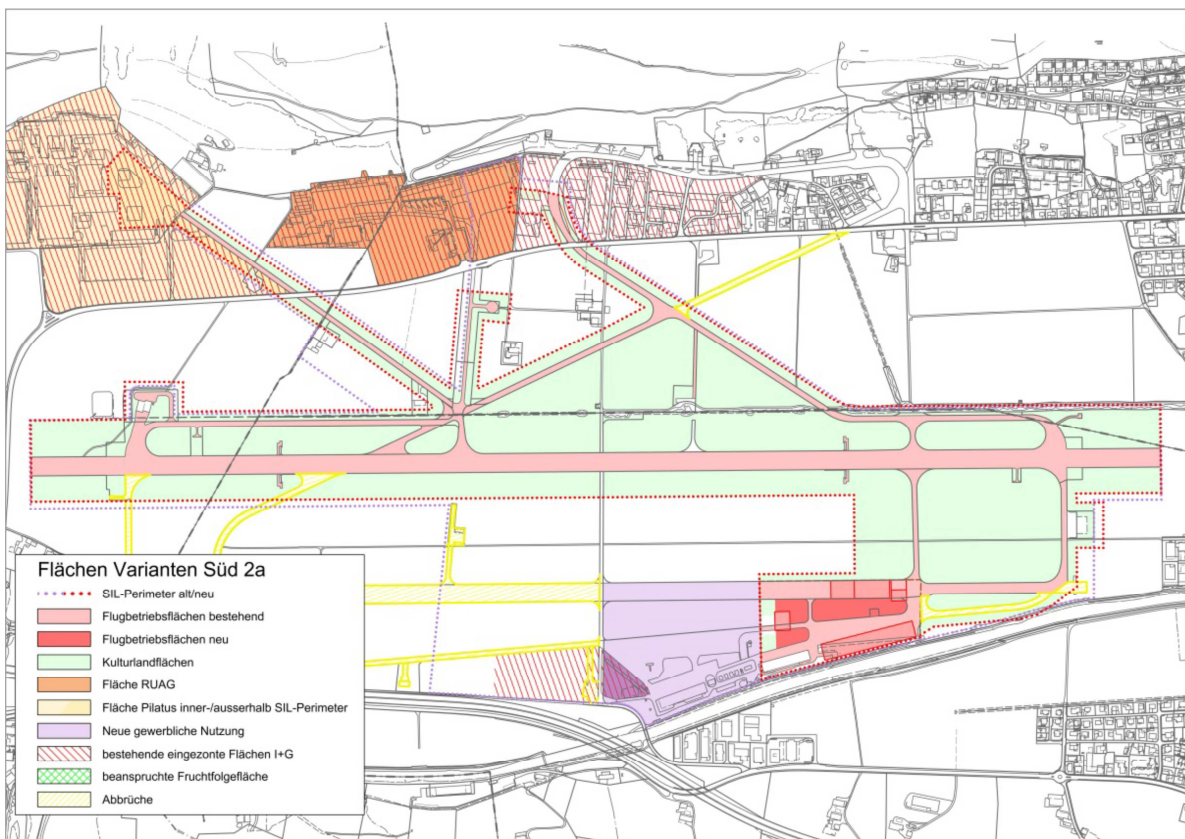 Flächen Varianten Süd 2a
SIL-Perimeter alt/neu
Flugbetriebsflächen bestehend
Flugbetriebsflächen neu
Kulturlandflächen
Fläche RUAG
Fläche Pilatus inner-/ausserhalb SIL-Perimeter
Neue gewerbliche Nutzung
bestehende eingezonte Flächen I+G
beanspruchte Fruchtfolgefläche
Abbrüche